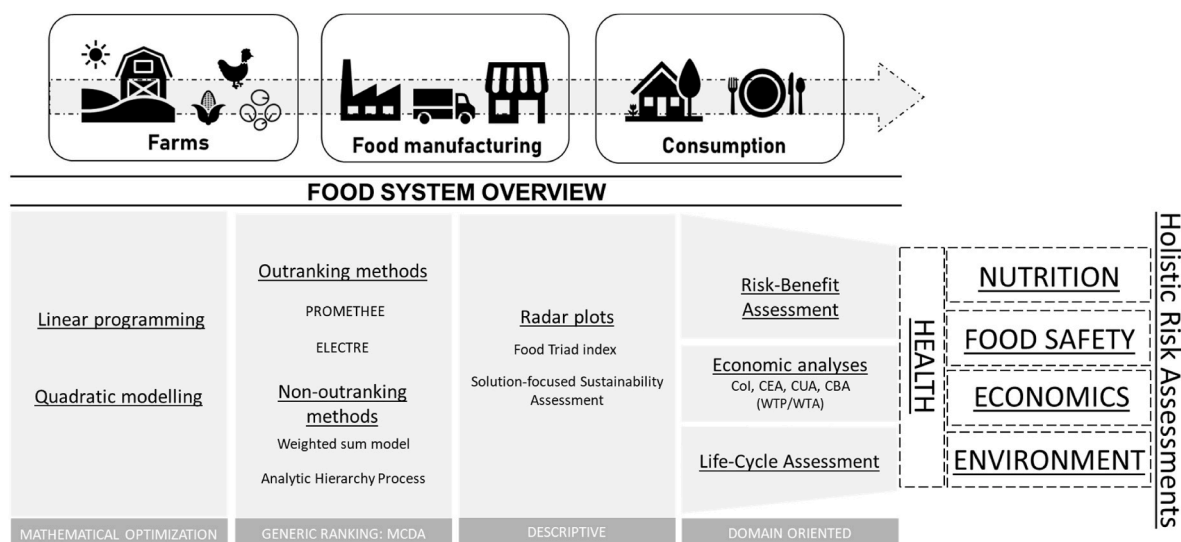 Farms
Food manufacturing
Consumption
FOOD SYSTEM OVERVIEW
Linear programming
Quadratic modelling
MATHEMATICAL OPTIMIZATION
Outranking methods
PROMETHEE
ELECTRE
Non-outranking
methods
Weighted sum model
Analytic Hierarchy Process
GENERIC RANKING: MCDA
Radar plots
Food Triad index
Solution-focused Sustainability
Assessment
DESCRIPTIVE
Risk-Benefit
Assessment
Economic analyses
CoI, CEA, CUA, CBA
(WTP/WTA)
Life-Cycle Assessment
DOMAIN ORIENTED
HEALTH
NUTRITION
FOOD SAFETY
ECONOMICS
ENVIRONMENT
Holistic Risk Assessments